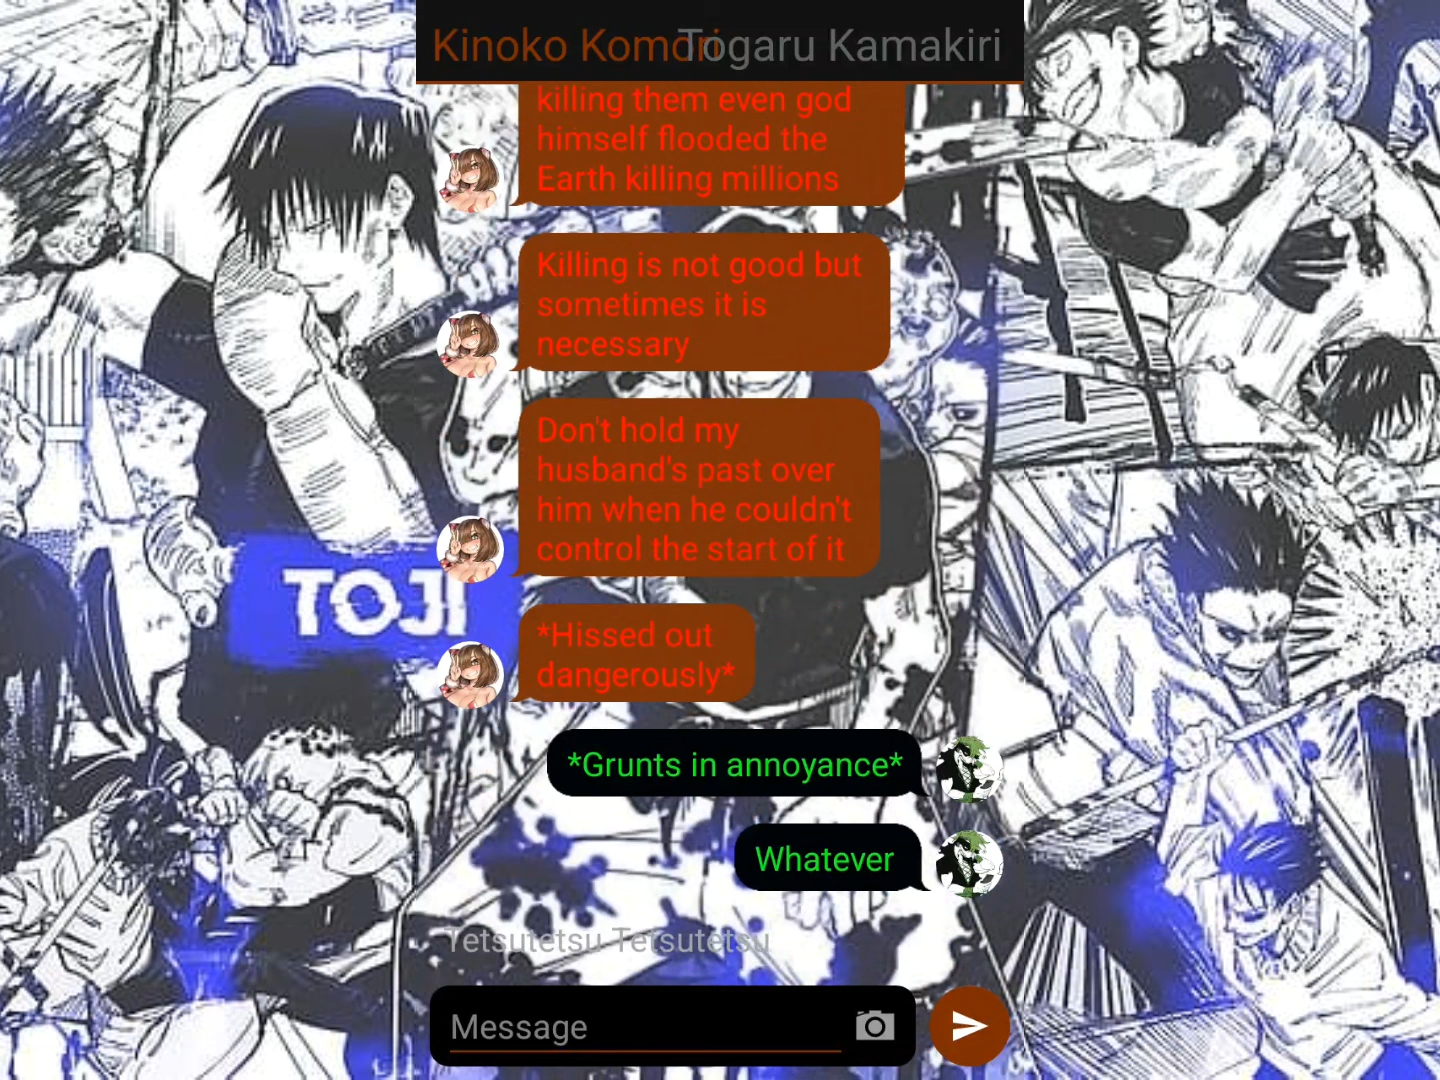 Kinoko Komori
Togaru Kamakiri
killing them even god
himself flooded the
Earth killing millions
Killing is not good but
sometimes it is
necessary
Don't hold my
husband's past over
him when he couldn't
control the start of it
TOJI
*Hissed out
dangerously*
*Grunts in annoyance*
Whatever
Tetsutetsu Tetsutetsu
Message